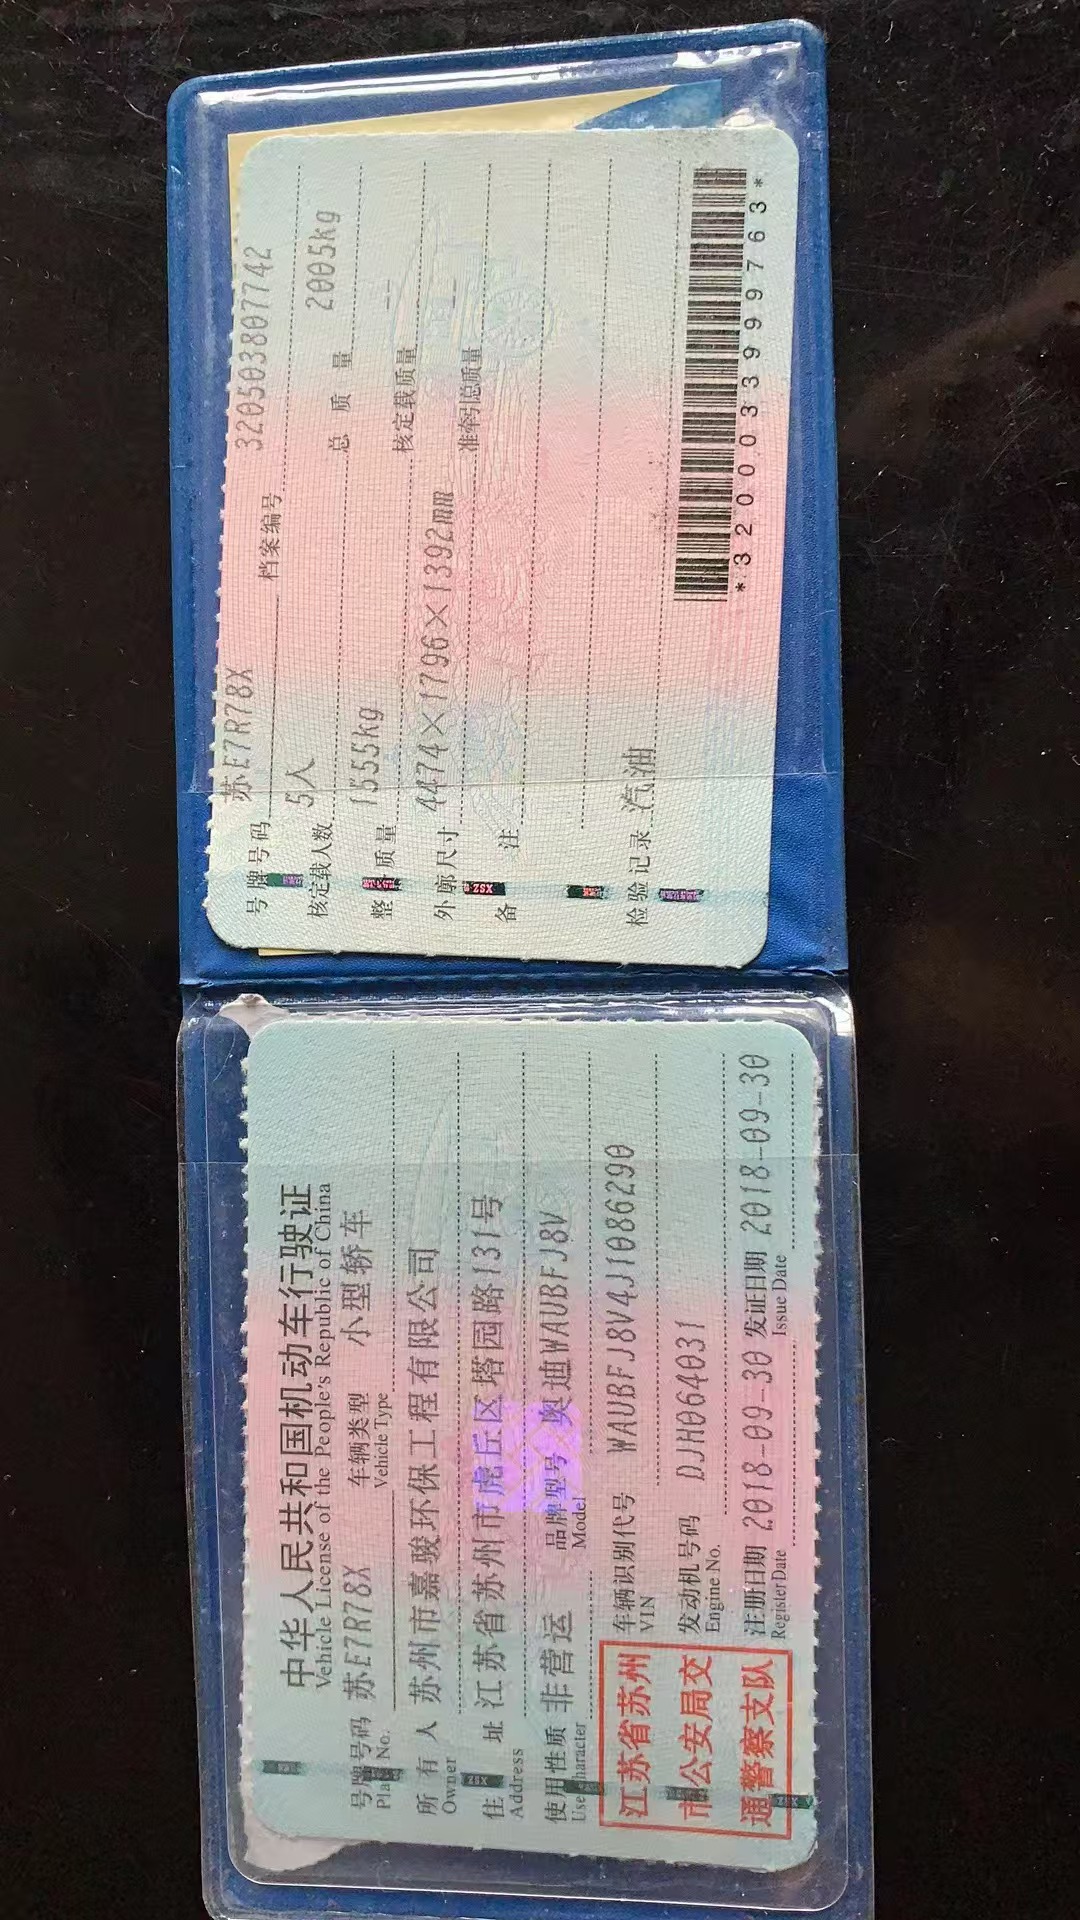 中华人民共和国机动车行驶证
Vehicle License of the People's Republic of China
号牌号码 苏E7R78X 车辆类型 小型轿车
Plate No. Vehicle Type
所有人 苏州市嘉骏环保工程有限公司
Owner
住址 江苏省苏州市虎丘区塔园路131号
Address
使用性质 非营运 品牌型号 奥迪WAUBFJ8V
Use Character Model
江苏省苏州
市公安局交
通警察支队
车辆识别代号 WAUBFJ8V4J1086290
VIN
发动机号码 DJH064031
Engine No.
注册日期 2018-09-30 发证日期 2018-09-30
Register Date Issue Date
号牌号码 苏E7R78X 档案编号 320503807742
核定载人数 5人 总质量 2005kg
整备质量 1555kg 核定载质量 --
外廓尺寸 4474×1796×1392mm 准牵引总质量 --
备注
检验记录 汽油
*3200033999763*